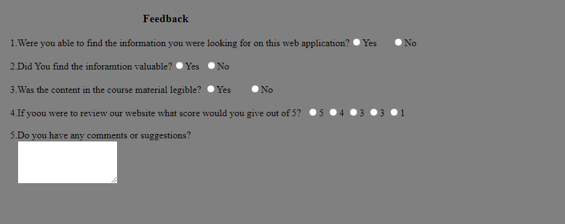 Feedback
1.Were you able to find the information you were looking for on this web application? Yes No
2.Did You find the inforamtion valuable? Yes No
3.Was the content in the course material legible? Yes No
4.If yoou were to review our website what score would you give out of 5? 5 4 3 3 1
5.Do you have any comments or suggestions?